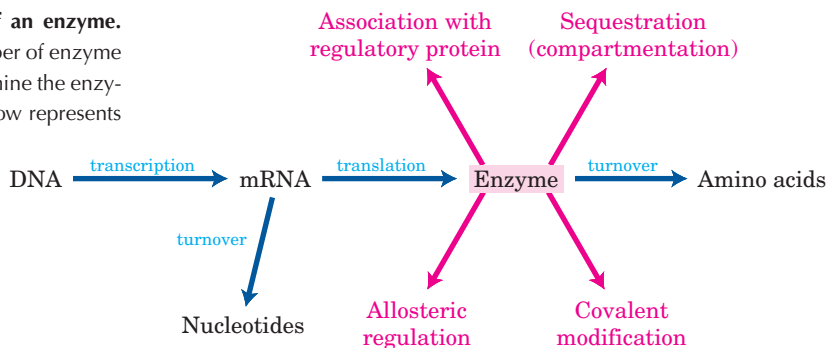 f an enzyme.
ber of enzyme
mine the enzy-
ow represents
Association with
regulatory protein
Sequestration
(compartmentation)
DNA
transcription
mRNA
translation
Enzyme
turnover
Amino acids
turnover
Nucleotides
Allosteric
regulation
Covalent
modification